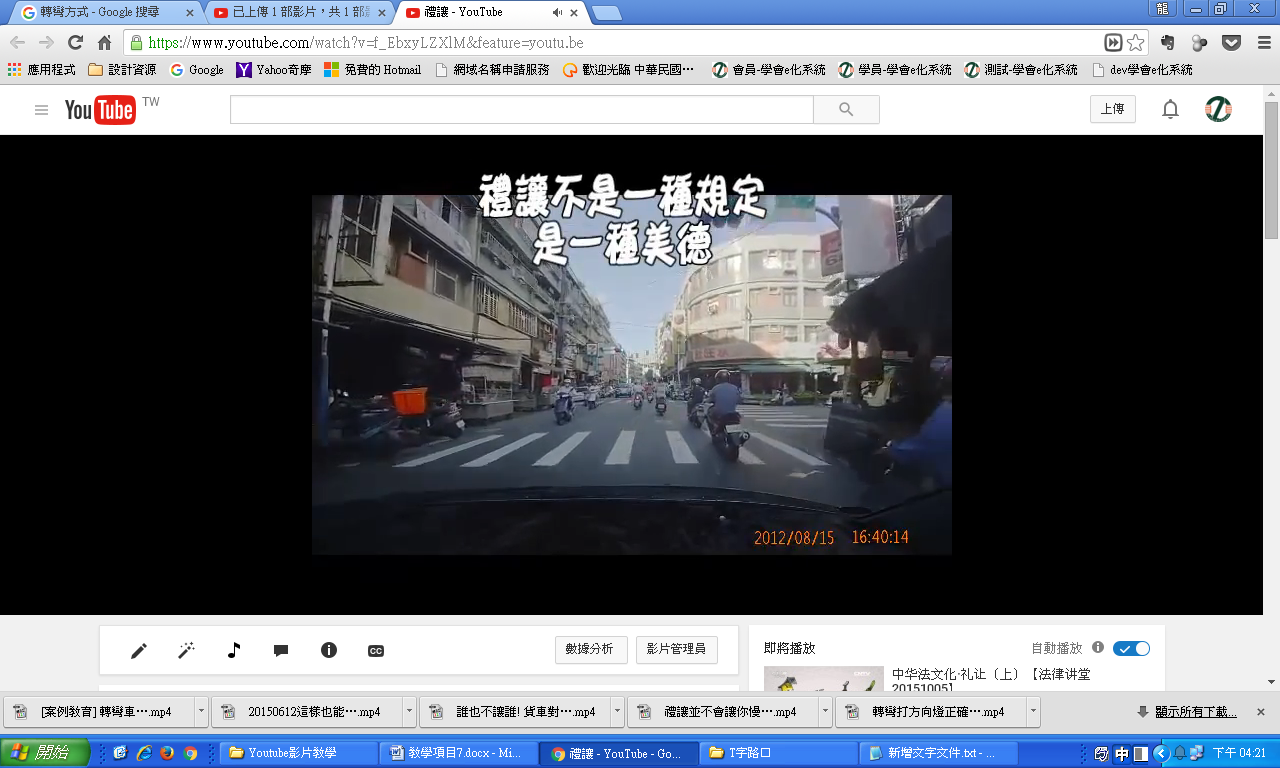 轉彎方式 - Google 搜尋
已上傳 1 部影片，共 1 部影
禮讓 - YouTube
龍
https://www.youtube.com/watch?v=f_EbyyLZXlM&feature=youtu.be
應用程式
設計資源
Google
Yahoo奇摩
免費的 Hotmail
網域名稱申請服務
歡迎光臨 中華民國…
會員-學會e化系統
學員-學會e化系統
測試-學會e化系統
dev學會e化系統
YouTube TW
上傳
禮讓不是一種規定
是一種美德
2012/08/15 16:40:14
數據分析
影片管理員
即將播放
自動播放
中华法文化·礼让〔上〕【法律讲堂
20151005】
[案例教育] 轉彎車….mp4
20150612這樣也能….mp4
誰也不讓誰! 貨車對….mp4
禮讓並不會讓你慢….mp4
轉彎打方向燈正確….mp4
顯示所有下載...
開始
Youtube影片教學
教學項目7.docx - Mi...
禮讓 - YouTube - Go...
T字路口
新增文字文件.txt - ...
中
下午 04:21